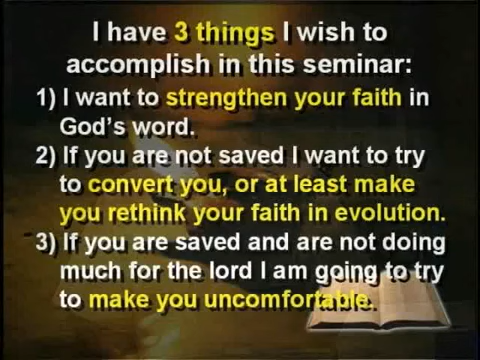 I have 3 things I wish to
accomplish in this seminar:
1) I want to strengthen your faith in
God's word.
2) If you are not saved I want to try
to convert you, or at least make
you rethink your faith in evolution.
3) If you are saved and are not doing
much for the lord I am going to try
to make you uncomfortable.